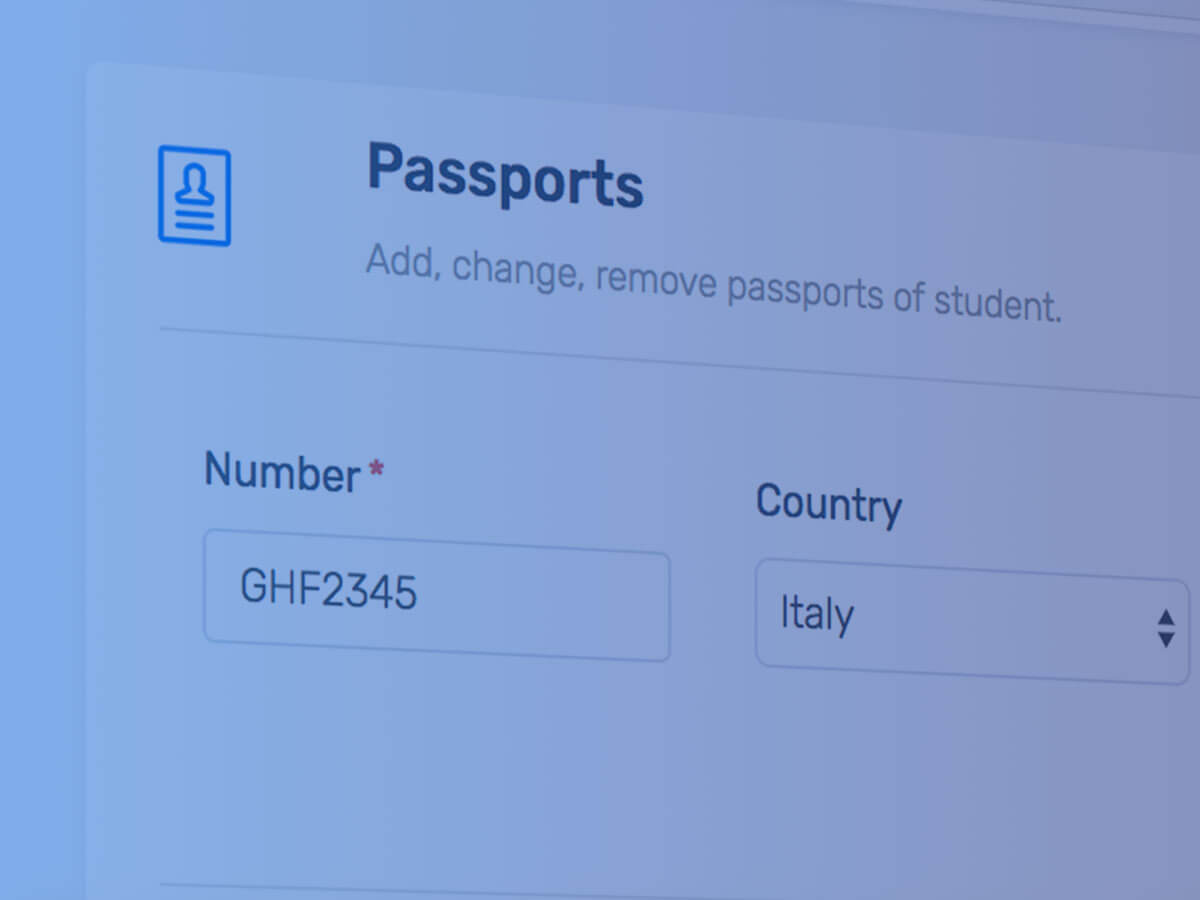 Passports
Add, change, remove passports of student.
Number *
Country
GHF2345
Italy